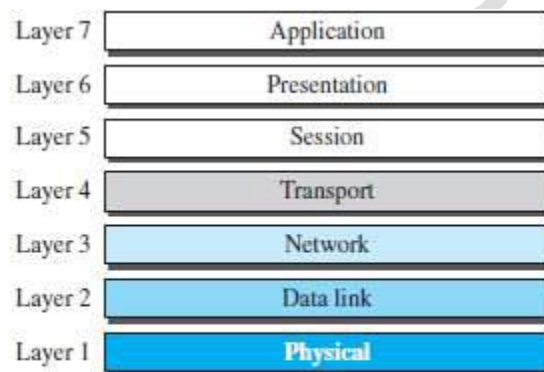 Layer 7 Application
Layer 6 Presentation
Layer 5 Session
Layer 4 Transport
Layer 3 Network
Layer 2 Data link
Layer 1 Physical